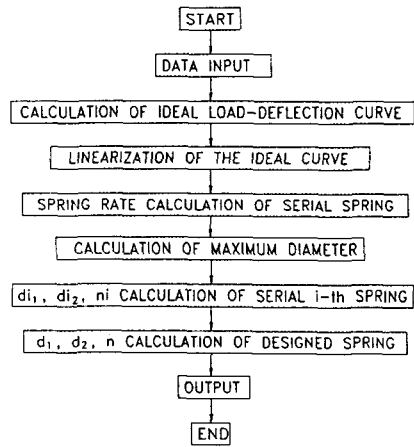 START
DATA INPUT
CALCULATION OF IDEAL LOAD-DEFLECTION CURVE
LINEARIZATION OF THE IDEAL CURVE
SPRING RATE CALCULATION OF SERIAL SPRING
CALCULATION OF MAXIMUM DIAMETER
di₁, di₂, ni CALCULATION OF SERIAL i-th SPRING
d₁, d₂, n CALCULATION OF DESIGNED SPRING
OUTPUT
END